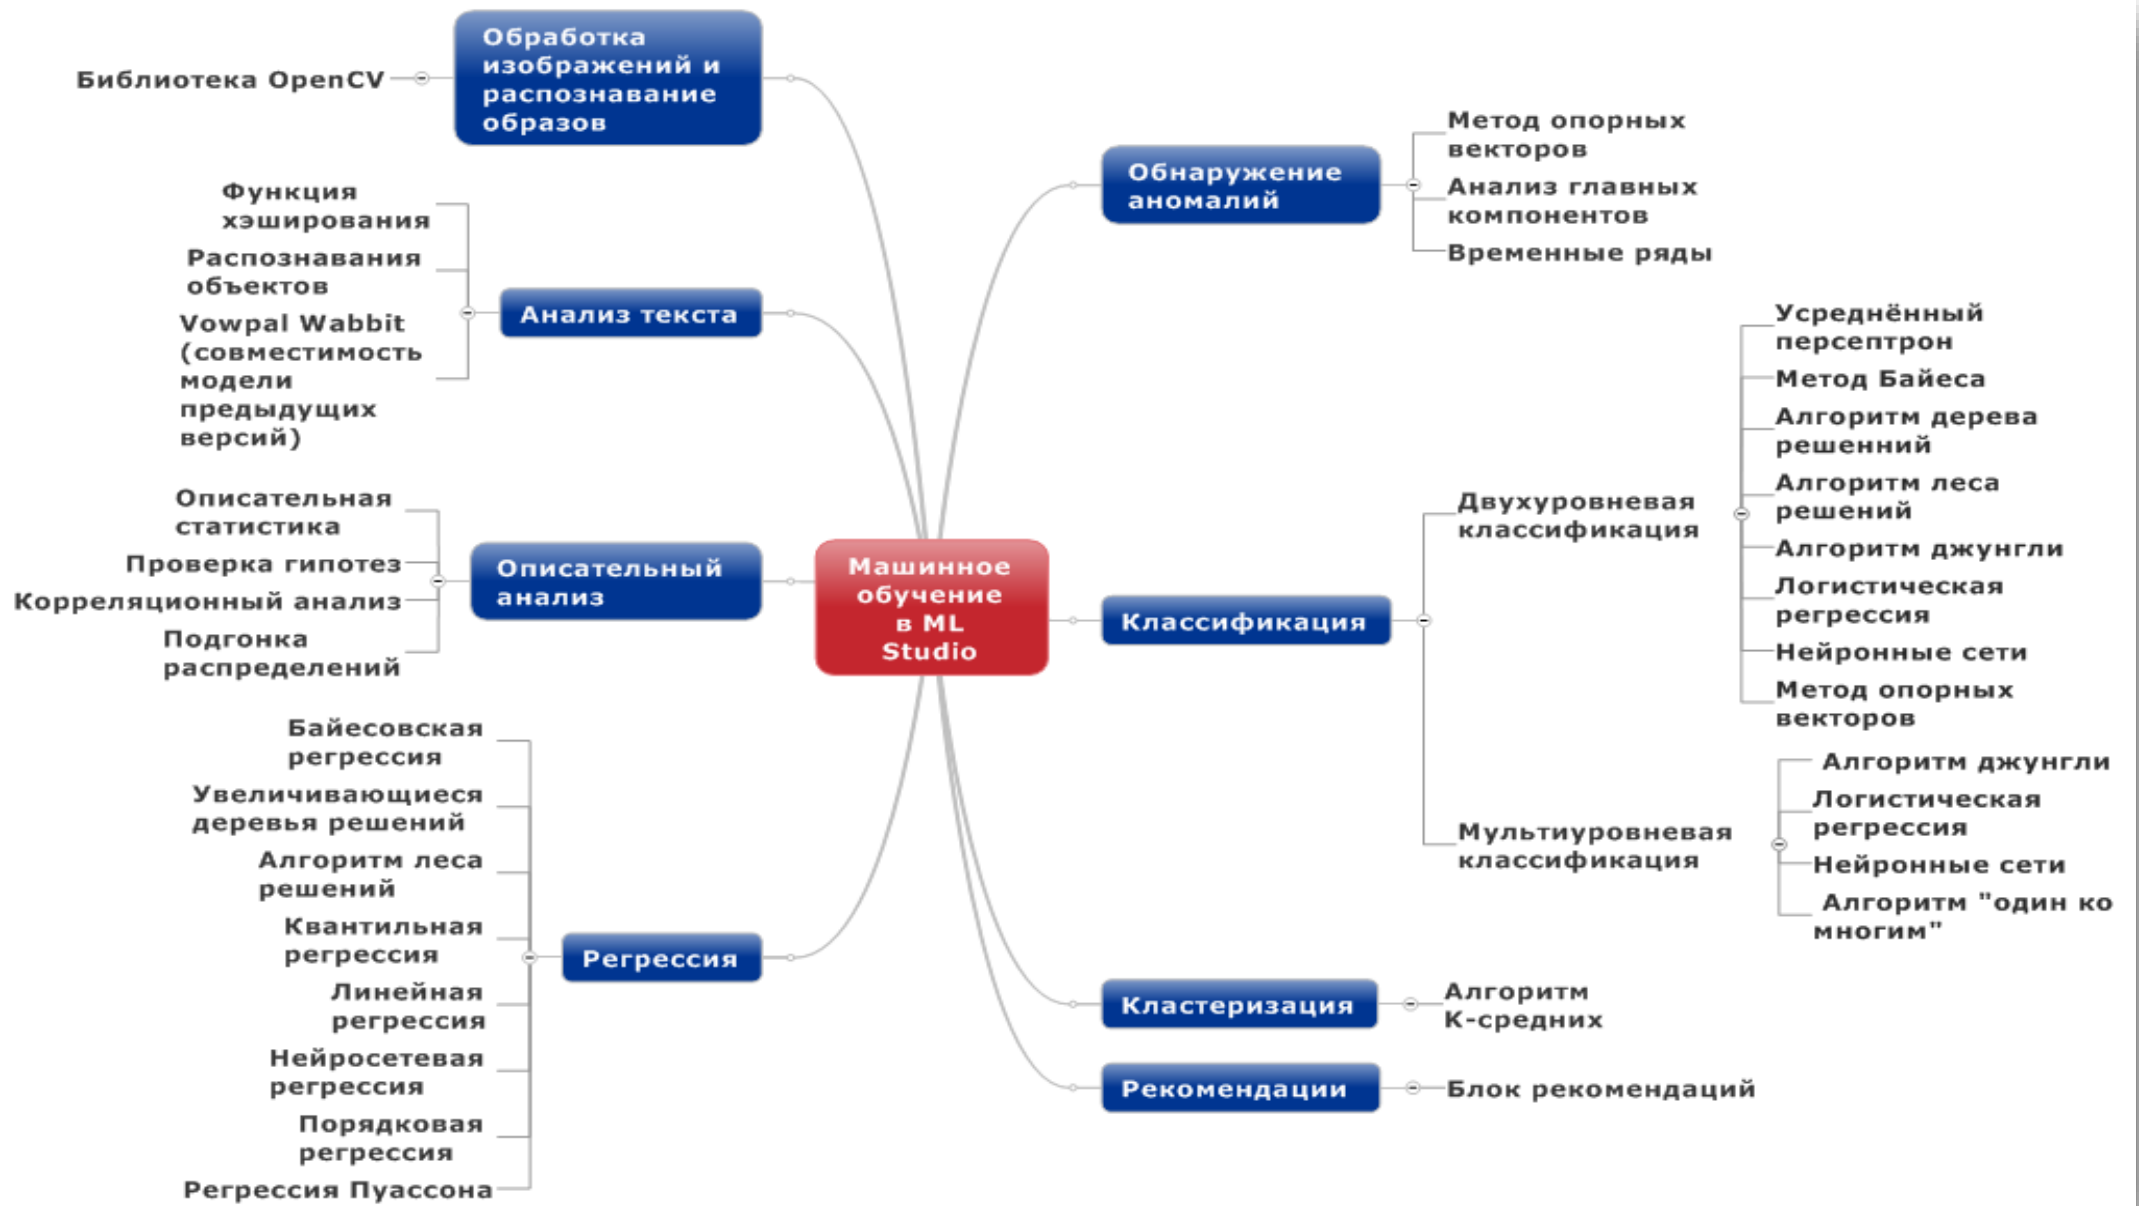 Машинное
обучение
в ML
Studio
Обработка
изображений и
распознавание
образов
Библиотека OpenCV
Анализ текста
Функция
хэширования
Распознавания
объектов
Vowpal Wabbit
(совместимость
модели
предыдущих
версий)
Описательный
анализ
Описательная
статистика
Проверка гипотез
Корреляционный анализ
Подгонка
распределений
Регрессия
Байесовская
регрессия
Увеличивающиеся
деревья решений
Алгоритм леса
решений
Квантильная
регрессия
Линейная
регрессия
Нейросетевая
регрессия
Порядковая
регрессия
Регрессия Пуассона
Обнаружение
аномалий
Метод опорных
векторов
Анализ главных
компонентов
Временные ряды
Классификация
Двухуровневая
классификация
Усреднённый
персептрон
Метод Байеса
Алгоритм дерева
решенний
Алгоритм леса
решений
Алгоритм джунгли
Логистическая
регрессия
Нейронные сети
Метод опорных
векторов
Мультиуровневая
классификация
Алгоритм джунгли
Логистическая
регрессия
Нейронные сети
Алгоритм "один ко
многим"
Кластеризация
Алгоритм
К-средних
Рекомендации
Блок рекомендаций